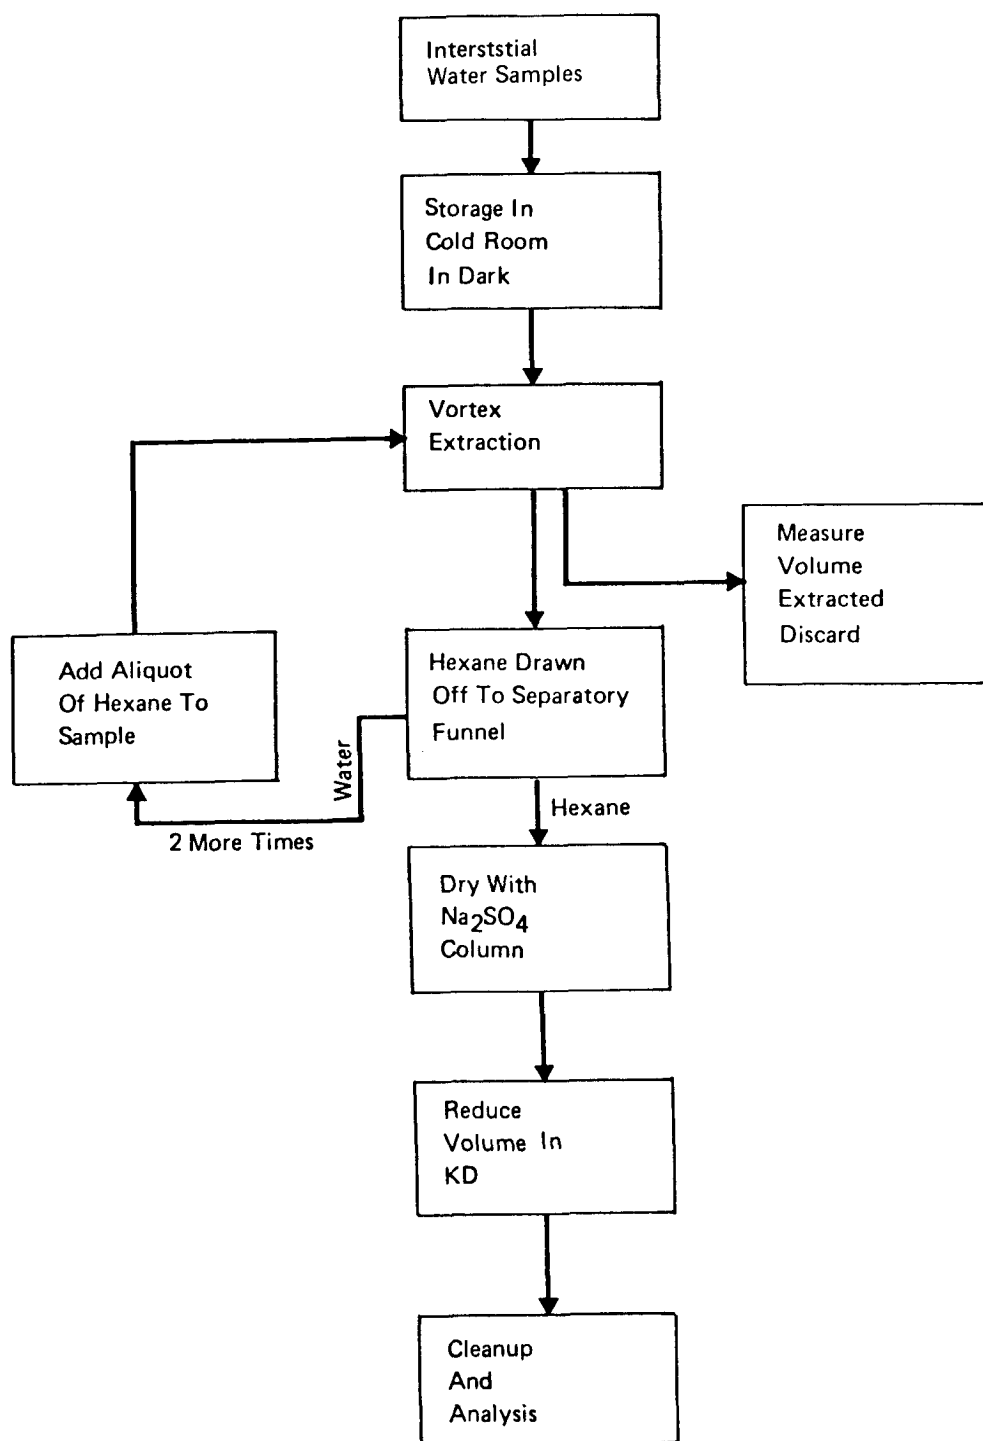 Interststial
Water Samples
Storage In
Cold Room
In Dark
Vortex
Extraction
Measure
Volume
Extracted
Discard
Add Aliquot
Of Hexane To
Sample
Hexane Drawn
Off To Separatory
Funnel
Water
2 More Times
Hexane
Dry With
Na₂SO₄
Column
Reduce
Volume In
KD
Cleanup
And
Analysis